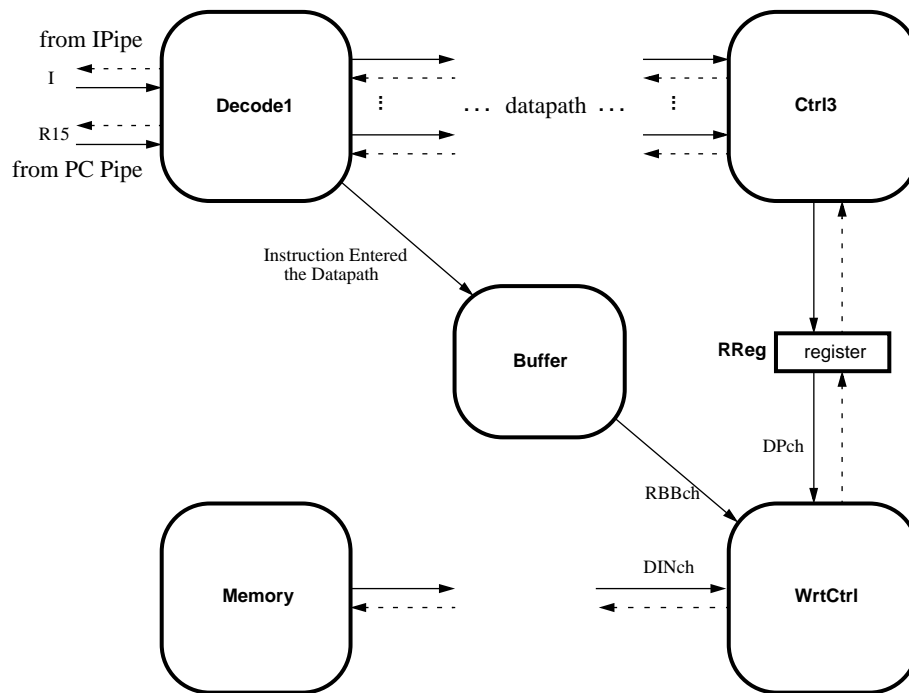 from IPipe
I
R15
from PC Pipe
Decode1
... datapath ...
Ctrl3
Instruction Entered
the Datapath
Buffer
RReg
register
DPch
RBBch
Memory
DINch
WrtCtrl